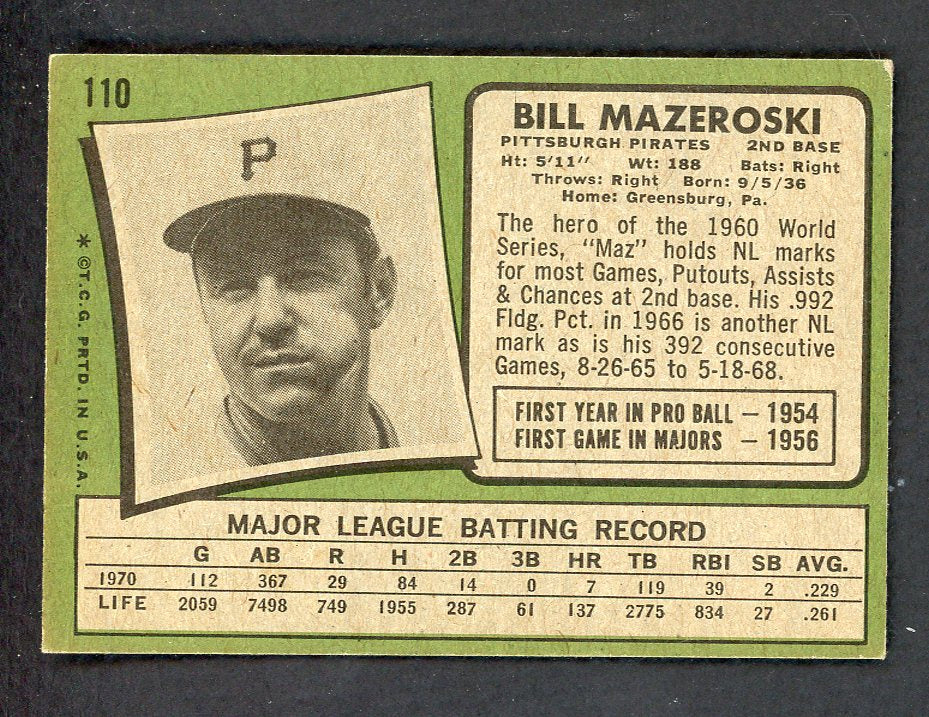 110
P
* ©T.C.G. PRTD. IN U.S.A.
BILL MAZEROSKI
PITTSBURGH PIRATES 2ND BASE
Ht: 5'11" Wt: 188 Bats: Right
Throws: Right Born: 9/5/36
Home: Greensburg, Pa.
The hero of the 1960 World
Series, "Maz" holds NL marks
for most Games, Putouts, Assists
& Chances at 2nd base. His .992
Fldg. Pct. in 1966 is another NL
mark as is his 392 consecutive
Games, 8-26-65 to 5-18-68.
FIRST YEAR IN PRO BALL — 1954
FIRST GAME IN MAJORS — 1956
MAJOR LEAGUE BATTING RECORD
G AB R H 2B 3B HR TB RBI SB AVG.
1970 112 367 29 84 14 0 7 119 39 2 .229
LIFE 2059 7498 749 1955 287 61 137 2775 834 27 .261